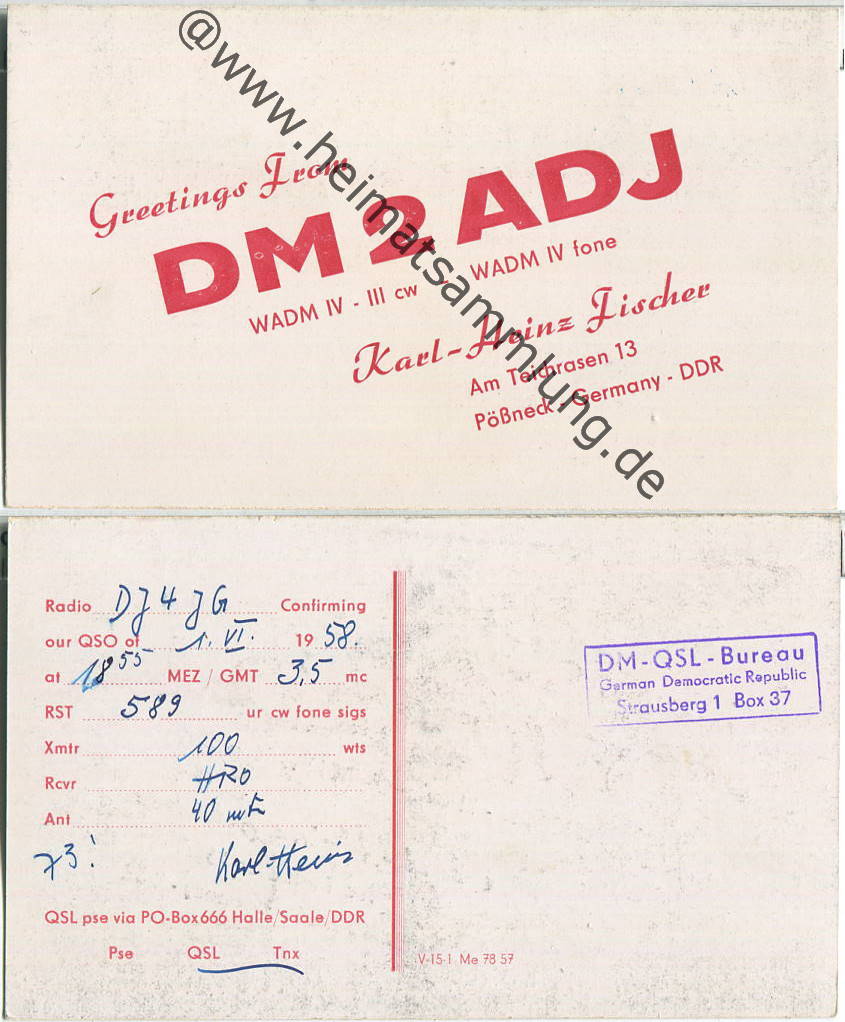 @www.heimatsammlung.de
Greetings From
DM 2 ADJ
WADM IV - III cw WADM IV fone
Karl-Heinz Fischer
Am Teichrasen 13
Pößneck - Germany - DDR
Radio DJ4JG Confirming
our QSO of 1. VI. 1958.
at 18 55 MEZ / GMT 3,5 mc
RST 589 ur cw fone sigs
Xmtr 100 wts
Rcvr HRO
Ant 40 mtr
73! Karl-Heinz
QSL pse via PO-Box 666 Halle/Saale/DDR
Pse QSL Tnx
V-15-1 Me 78 57
DM-QSL-Bureau
German Democratic Republic
Strausberg 1 Box 37